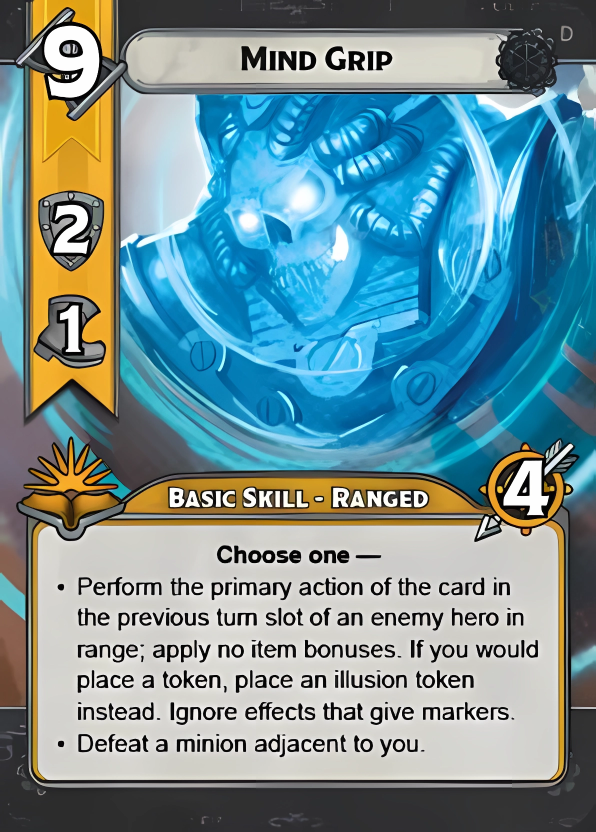 9
MIND GRIP
D
2
1
BASIC SKILL - RANGED
4
Choose one —
• Perform the primary action of the card in
the previous turn slot of an enemy hero in
range; apply no item bonuses. If you would
place a token, place an illusion token
instead. Ignore effects that give markers.
• Defeat a minion adjacent to you.